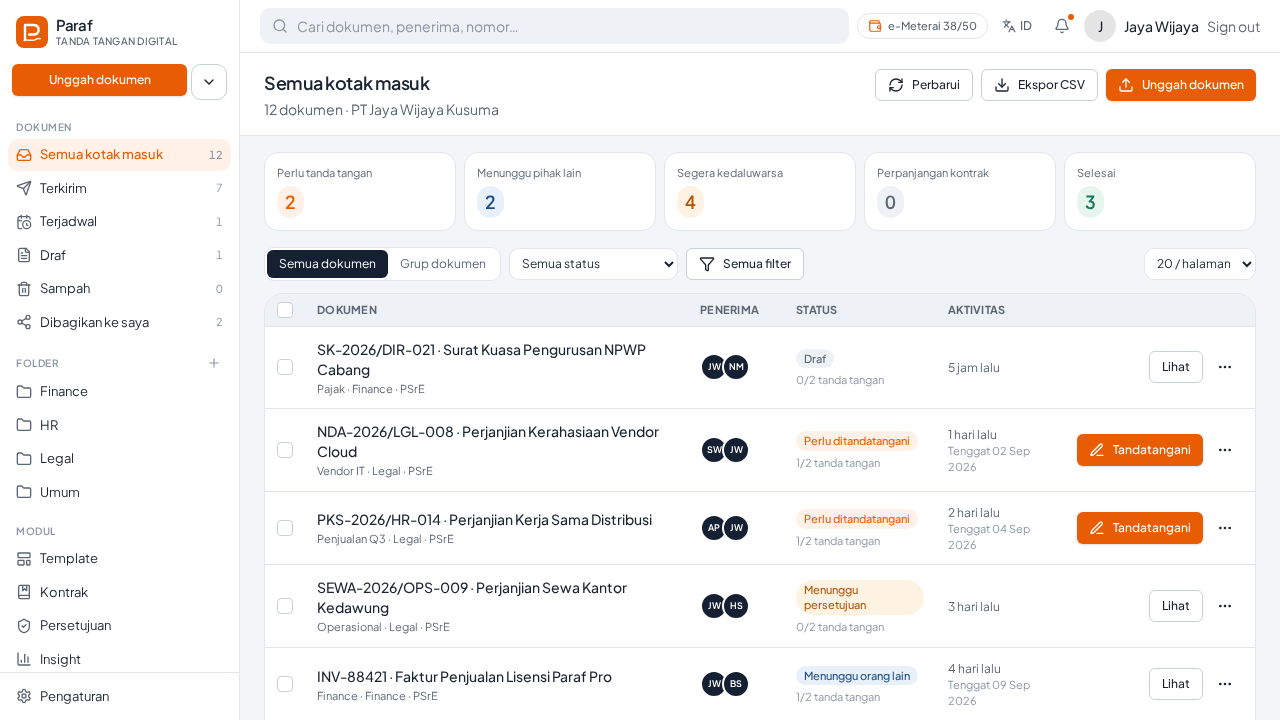 Paraf
TANDA TANGAN DIGITAL
Unggah dokumen
DOKUMEN
Semua kotak masuk 12
Terkirim 7
Terjadwal 1
Draf 1
Sampah 0
Dibagikan ke saya 2
FOLDER
Finance
HR
Legal
Umum
MODUL
Template
Kontrak
Persetujuan
Insight
Pengaturan
Cari dokumen, penerima, nomor...
e-Meterai 38/50
ID
J
Jaya Wijaya
Sign out
Semua kotak masuk
12 dokumen · PT Jaya Wijaya Kusuma
Perbarui
Ekspor CSV
Unggah dokumen
Perlu tanda tangan
2
Menunggu pihak lain
2
Segera kedaluwarsa
4
Perpanjangan kontrak
0
Selesai
3
Semua dokumen
Grup dokumen
Semua status
Semua filter
20 / halaman
DOKUMEN PENERIMA STATUS AKTIVITAS
SK-2026/DIR-021 · Surat Kuasa Pengurusan NPWP
Cabang
Pajak · Finance · PSrE
JW NM
Draf
0/2 tanda tangan
5 jam lalu
Lihat
NDA-2026/LGL-008 · Perjanjian Kerahasiaan Vendor
Cloud
Vendor IT · Legal · PSrE
SW JW
Perlu ditandatangani
1/2 tanda tangan
1 hari lalu
Tenggat 02 Sep
2026
Tandatangani
PKS-2026/HR-014 · Perjanjian Kerja Sama Distribusi
Penjualan Q3 · Legal · PSrE
AP JW
Perlu ditandatangani
1/2 tanda tangan
2 hari lalu
Tenggat 04 Sep
2026
Tandatangani
SEWA-2026/OPS-009 · Perjanjian Sewa Kantor
Kedawung
Operasional · Legal · PSrE
JW HS
Menunggu
persetujuan
0/2 tanda tangan
3 hari lalu
Lihat
INV-88421 · Faktur Penjualan Lisensi Paraf Pro
Finance · Finance · PSrE
JW BS
Menunggu orang lain
1/2 tanda tangan
4 hari lalu
Tenggat 09 Sep
2026
Lihat